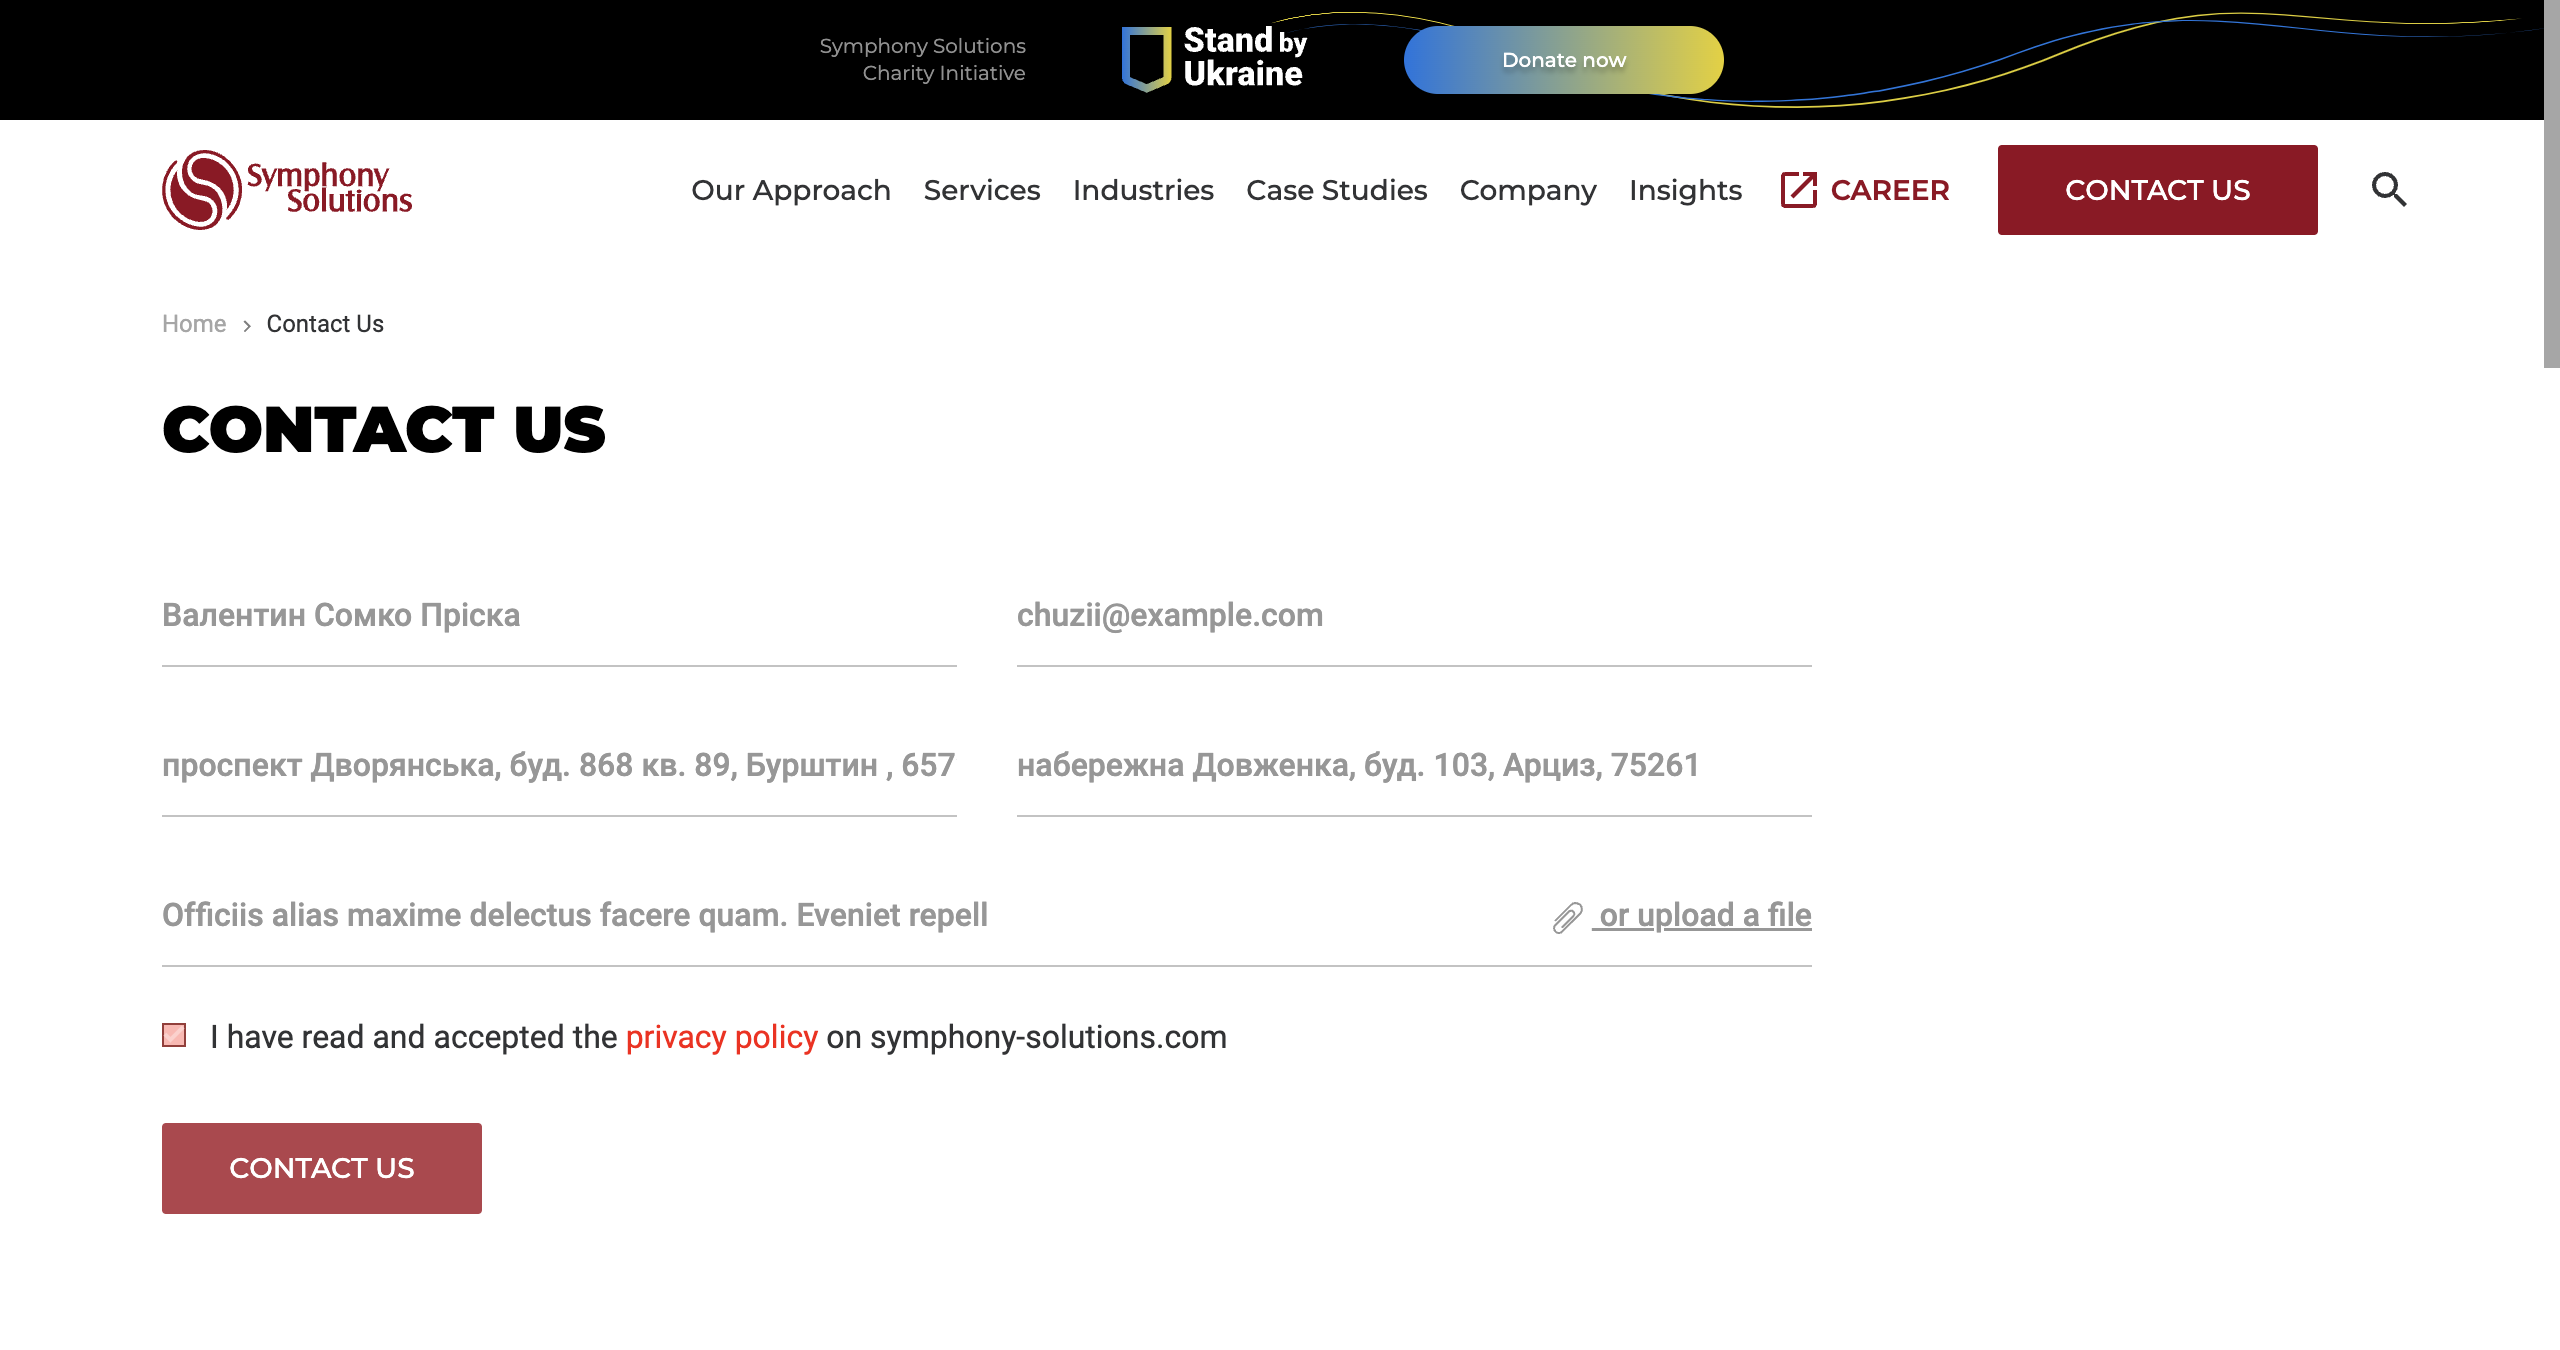 Symphony Solutions
Charity Initiative
Stand by
Ukraine
Donate now
Symphony
Solutions
Our Approach
Services
Industries
Case Studies
Company
Insights
CAREER
CONTACT US
Home › Contact Us
CONTACT US
Валентин Сомко Пріска
chuzii@example.com
проспект Дворянська, буд. 868 кв. 89, Бурштин , 657
набережна Довженка, буд. 103, Арциз, 75261
Officiis alias maxime delectus facere quam. Eveniet repell
or upload a file
I have read and accepted the privacy policy on symphony-solutions.com
CONTACT US